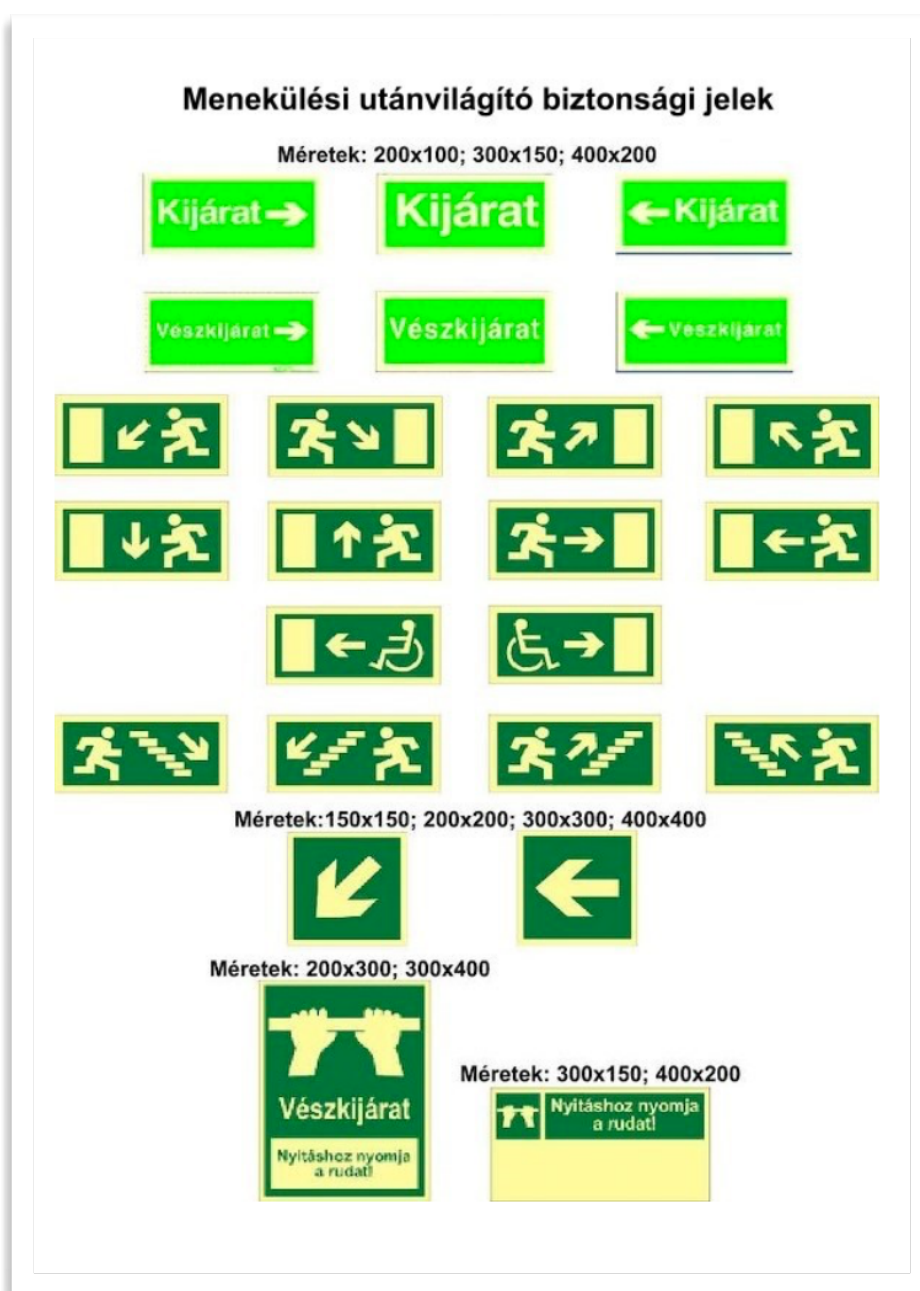 Menekülési utánvilágító biztonsági jelek
Méretek: 200x100; 300x150; 400x200
Kijárat
Kijárat
Kijárat
Vészkijárat
Vészkijárat
Vészkijárat
Méretek:150x150; 200x200; 300x300; 400x400
Méretek: 200x300; 300x400
Vészkijárat
Nyitáshoz nyomja
a rudat!
Méretek: 300x150; 400x200
Nyitáshoz nyomja
a rudat!